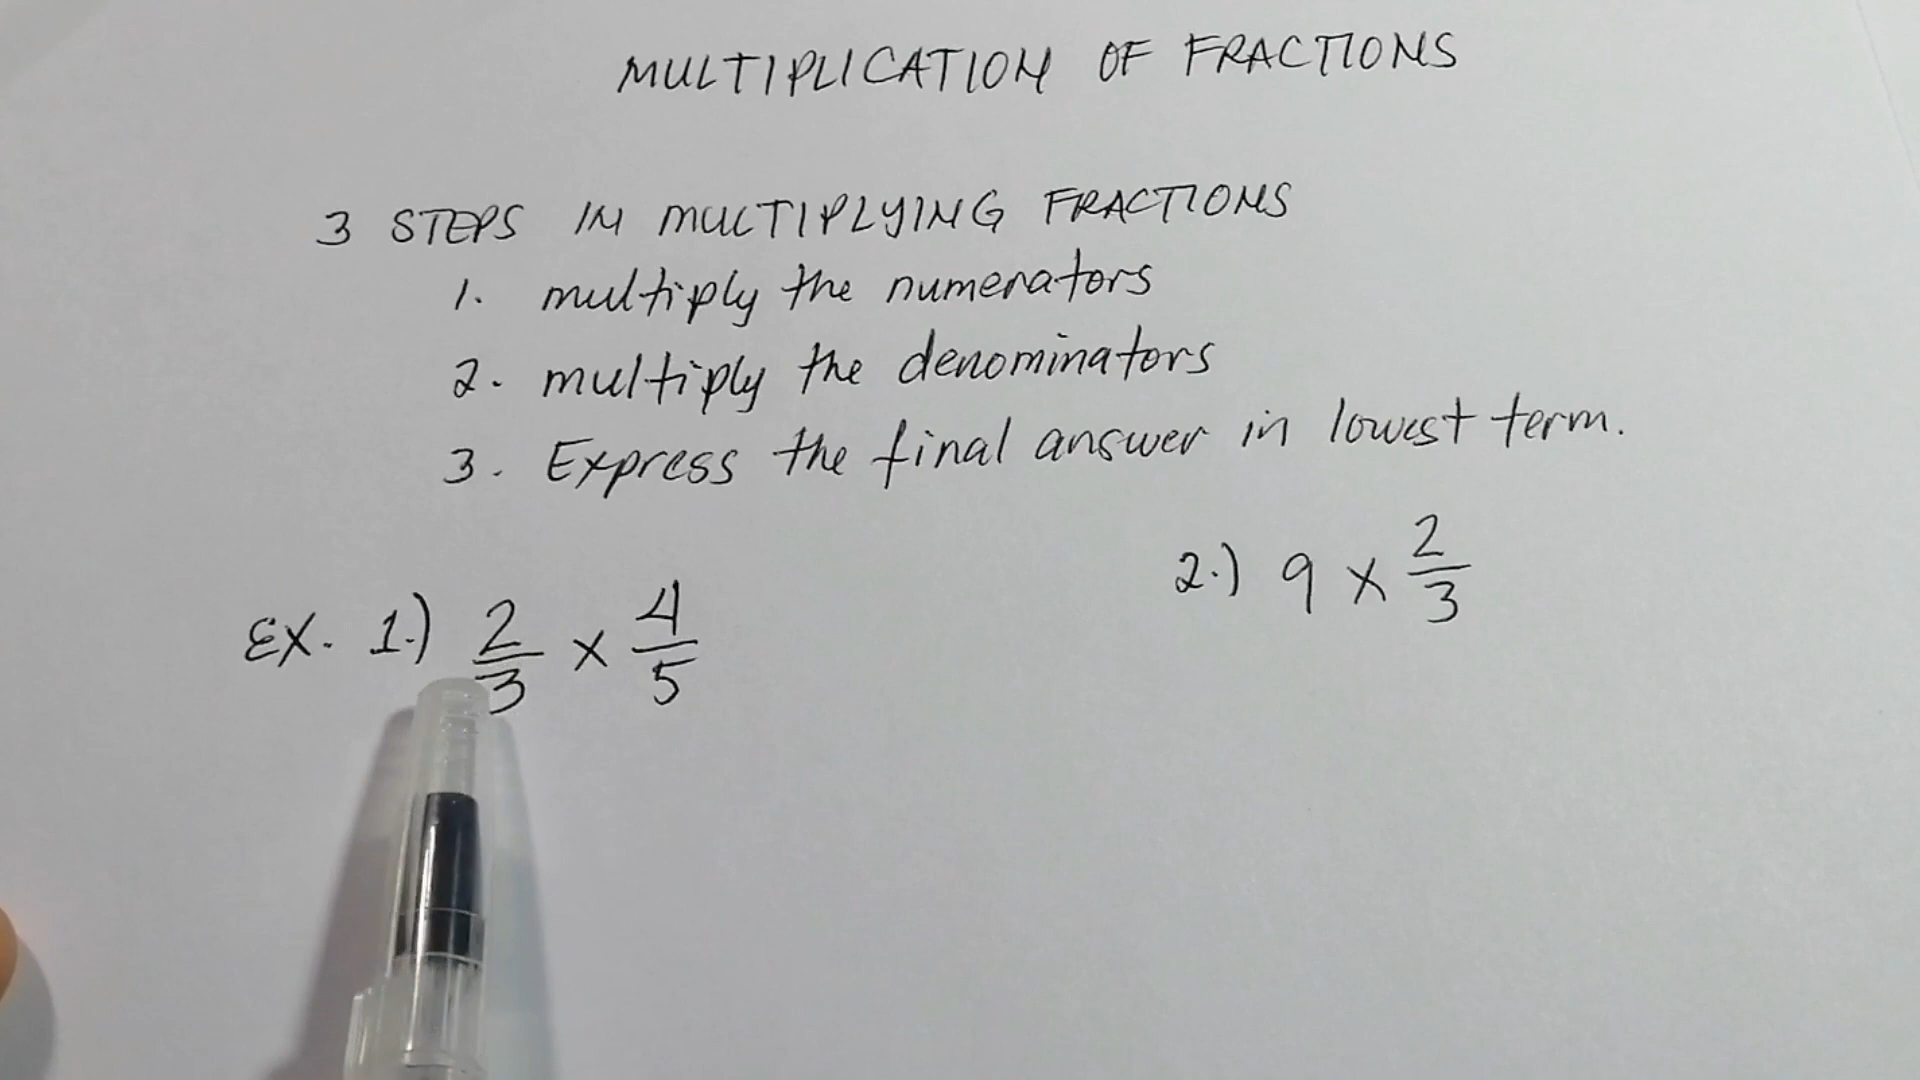 MULTIPLICATION OF FRACTIONS
3 STEPS IN MULTIPLYING FRACTIONS
1. multiply the numerators
2. multiply the denominators
3. Express the final answer in lowest term.
EX. 1.) 2/3 x 4/5
2.) 9 x 2/3